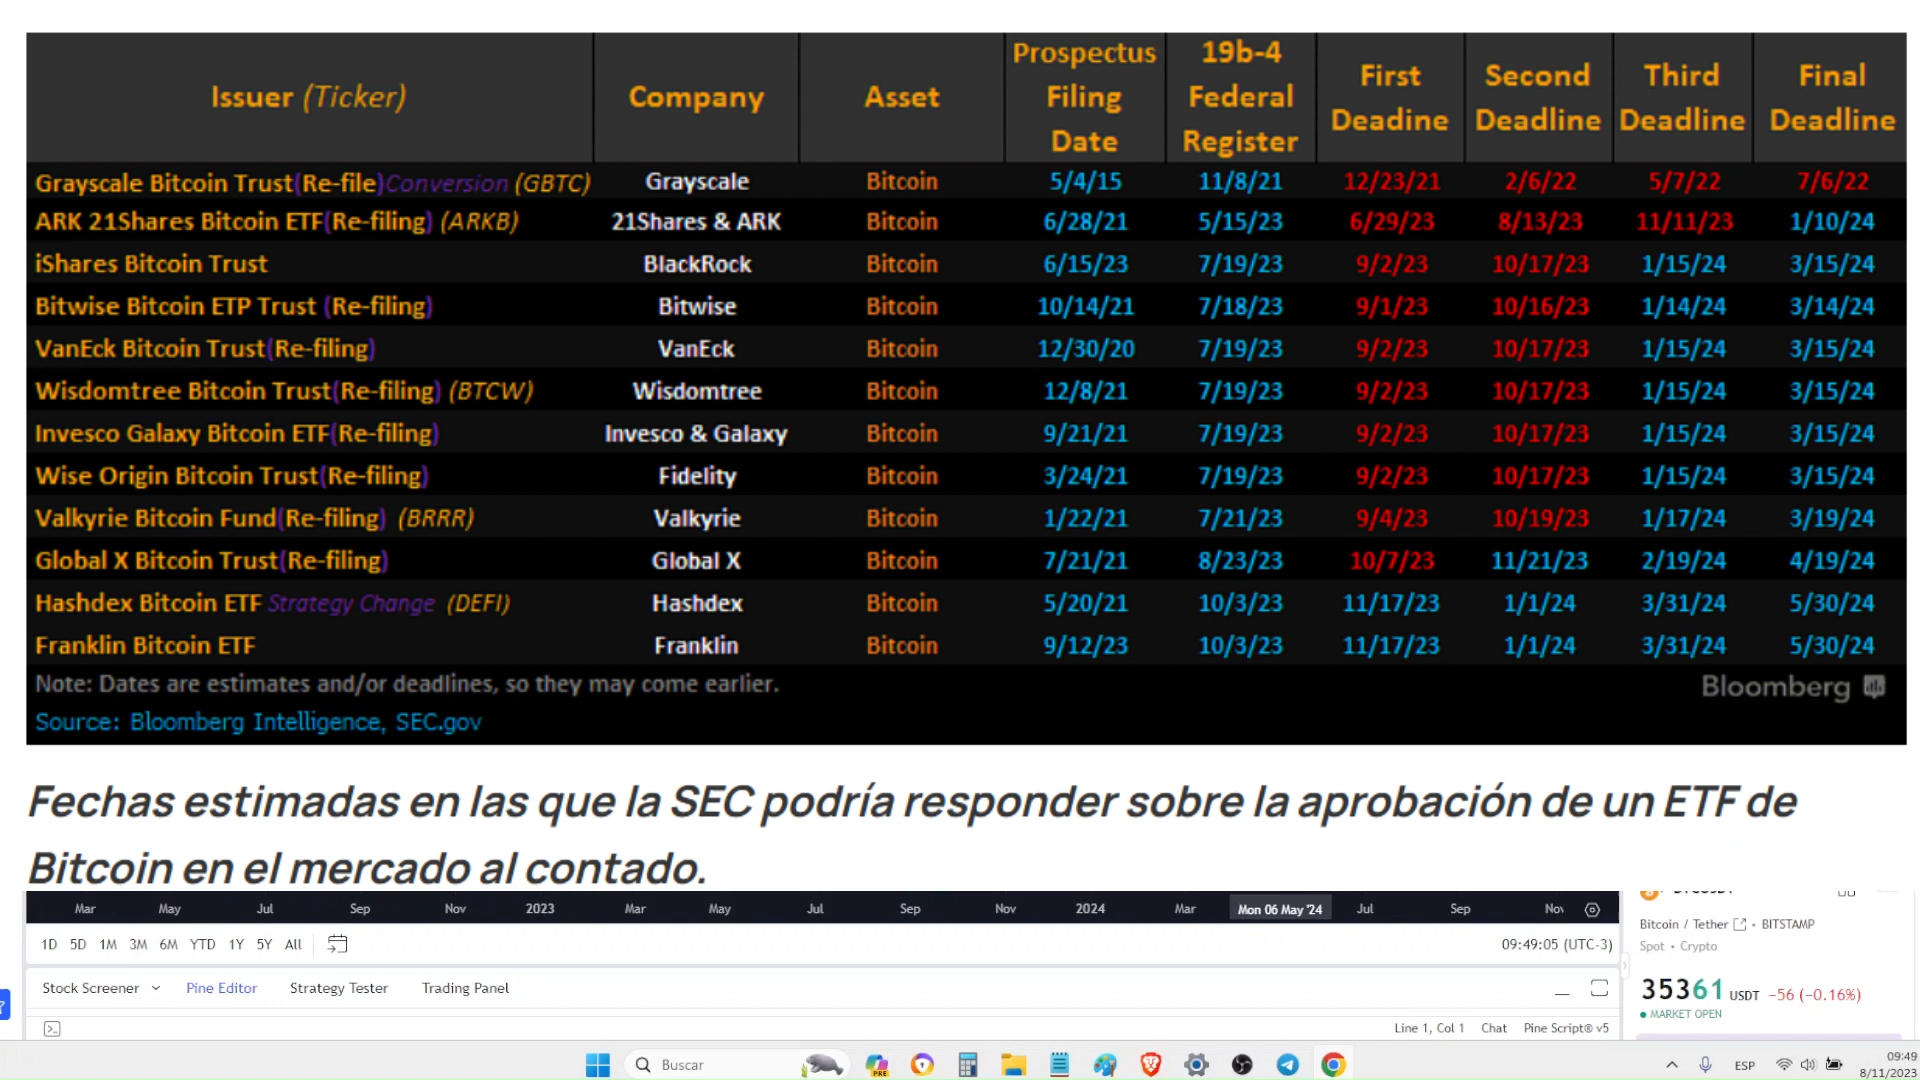 Issuer (Ticker) Company Asset Prospectus Filing Date 19b-4 Federal Register First Deadine Second Deadline Third Deadline Final Deadline
Grayscale Bitcoin Trust(Re-file)Conversion (GBTC) Grayscale Bitcoin 5/4/15 11/8/21 12/23/21 2/6/22 5/7/22 7/6/22
ARK 21Shares Bitcoin ETF(Re-filing) (ARKB) 21Shares & ARK Bitcoin 6/28/21 5/15/23 6/29/23 8/13/23 11/11/23 1/10/24
iShares Bitcoin Trust BlackRock Bitcoin 6/15/23 7/19/23 9/2/23 10/17/23 1/15/24 3/15/24
Bitwise Bitcoin ETP Trust (Re-filing) Bitwise Bitcoin 10/14/21 7/18/23 9/1/23 10/16/23 1/14/24 3/14/24
VanEck Bitcoin Trust(Re-filing) VanEck Bitcoin 12/30/20 7/19/23 9/2/23 10/17/23 1/15/24 3/15/24
Wisdomtree Bitcoin Trust(Re-filing) (BTCW) Wisdomtree Bitcoin 12/8/21 7/19/23 9/2/23 10/17/23 1/15/24 3/15/24
Invesco Galaxy Bitcoin ETF(Re-filing) Invesco & Galaxy Bitcoin 9/21/21 7/19/23 9/2/23 10/17/23 1/15/24 3/15/24
Wise Origin Bitcoin Trust(Re-filing) Fidelity Bitcoin 3/24/21 7/19/23 9/2/23 10/17/23 1/15/24 3/15/24
Valkyrie Bitcoin Fund(Re-filing) (BRRR) Valkyrie Bitcoin 1/22/21 7/21/23 9/4/23 10/19/23 1/17/24 3/19/24
Global X Bitcoin Trust(Re-filing) Global X Bitcoin 7/21/21 8/23/23 10/7/23 11/21/23 2/19/24 4/19/24
Hashdex Bitcoin ETF Strategy Change (DEFI) Hashdex Bitcoin 5/20/21 10/3/23 11/17/23 1/1/24 3/31/24 5/30/24
Franklin Bitcoin ETF Franklin Bitcoin 9/12/23 10/3/23 11/17/23 1/1/24 3/31/24 5/30/24
Note: Dates are estimates and/or deadlines, so they may come earlier. Bloomberg
Source: Bloomberg Intelligence, SEC.gov
Fechas estimadas en las que la SEC podría responder sobre la aprobación de un ETF de
Bitcoin en el mercado al contado.
Mar May Jul Sep Nov 2023 Mar May Jul Sep Nov 2024 Mar Mon 06 May '24 Jul Sep
Bitcoin / Tether • BITSTAMP
1D 5D 1M 3M 6M YTD 1Y 5Y All 09:49:05 (UTC-3)
Spot • Crypto
Stock Screener Pine Editor Strategy Tester Trading Panel
35361 USDT −56 (−0.16%)
MARKET OPEN
Line 1, Col 1 Chat Pine Script® v5
Buscar PRE ESP 09:49
8/11/2023